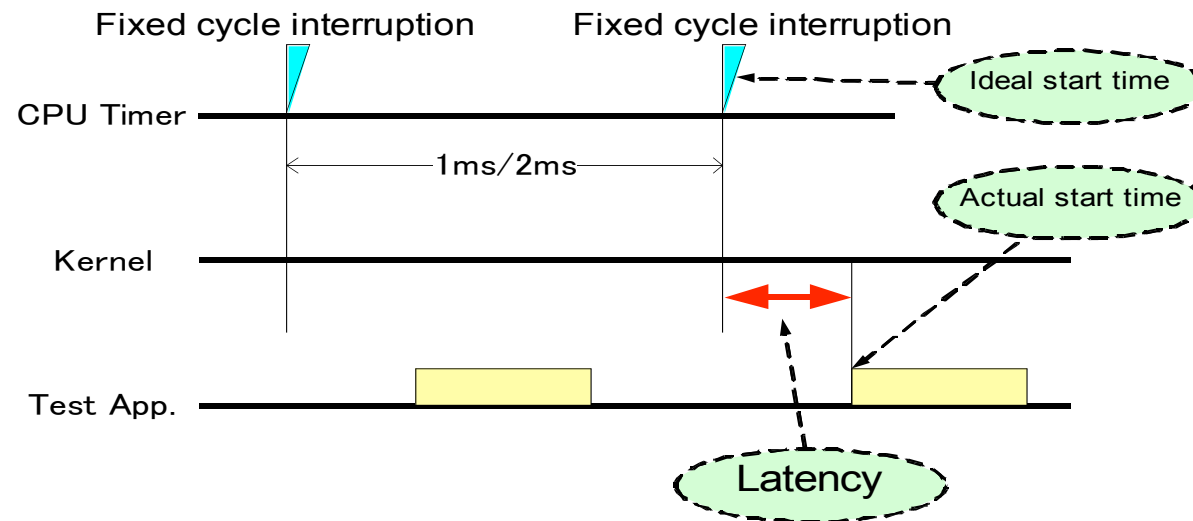 Fixed cycle interruption
Fixed cycle interruption
Ideal start time
CPU Timer
1ms/2ms
Actual start time
Kernel
Test App.
Latency